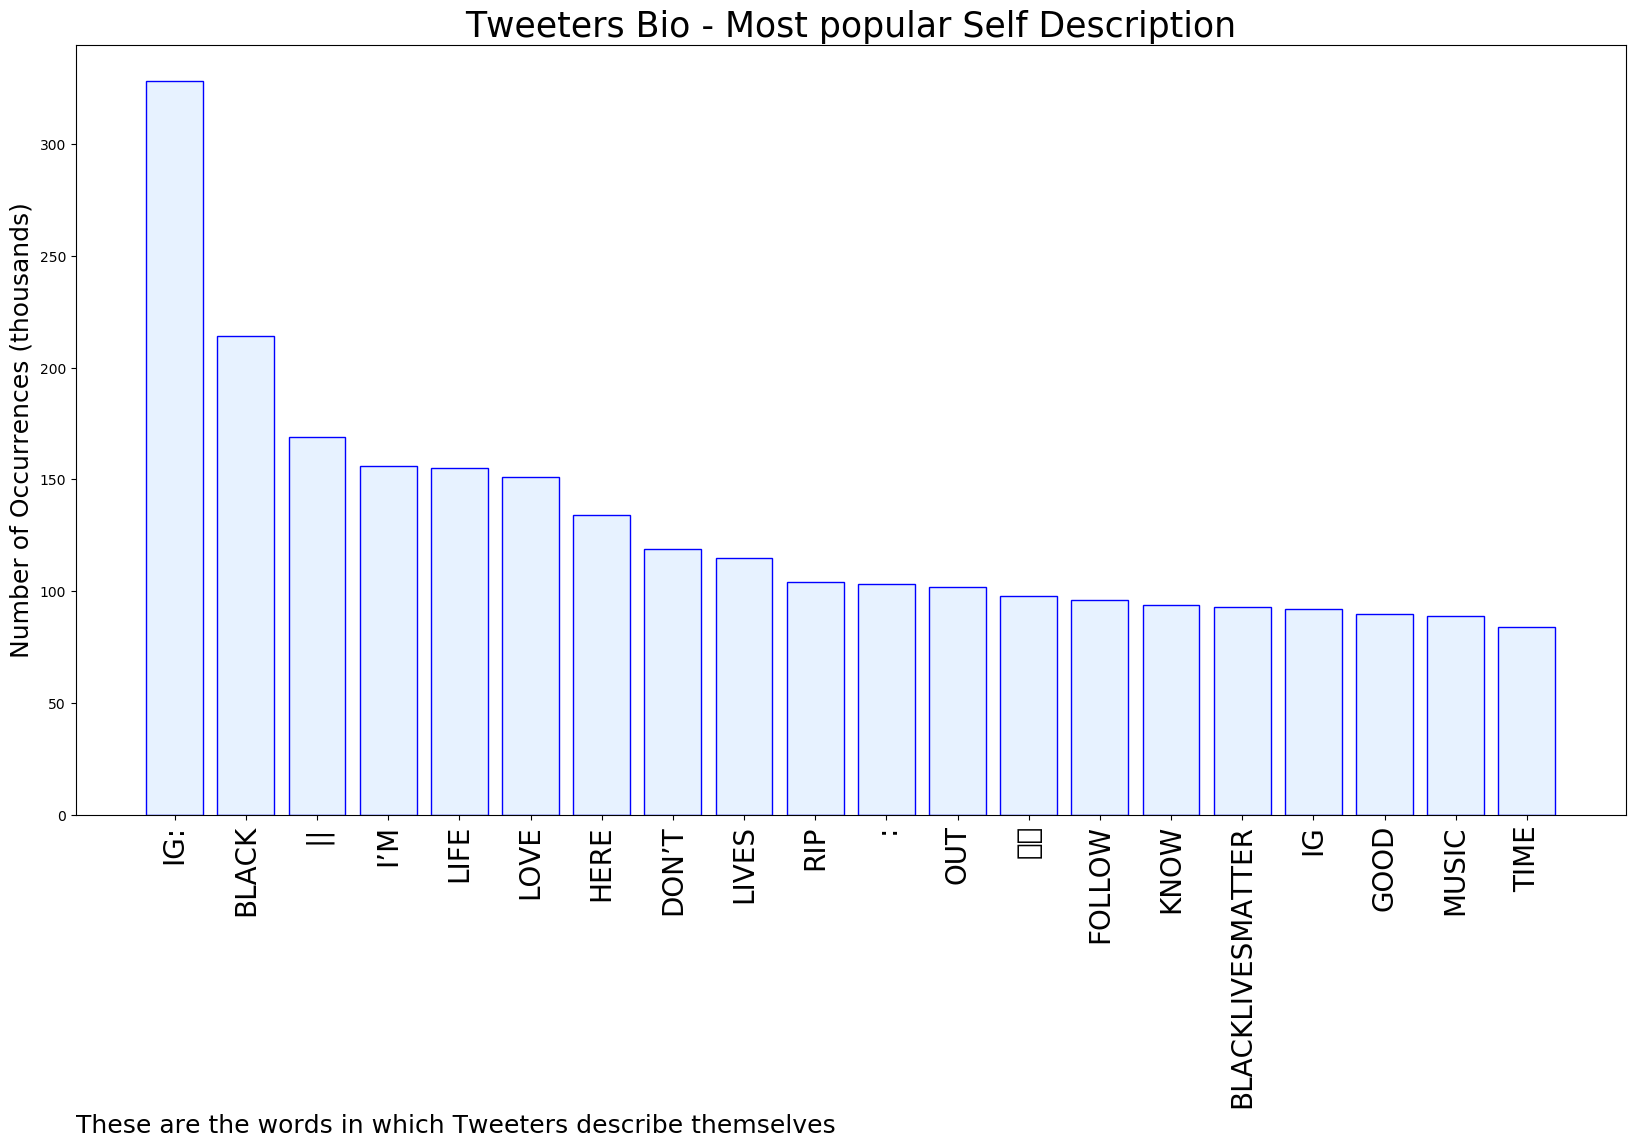 Tweeters Bio - Most popular Self Description
Number of Occurrences (thousands)
300
250
200
150
100
50
0
IG:
BLACK
||
I’M
LIFE
LOVE
HERE
DON’T
LIVES
RIP
:
OUT
FOLLOW
KNOW
BLACKLIVESMATTER
IG
GOOD
MUSIC
TIME
These are the words in which Tweeters describe themselves